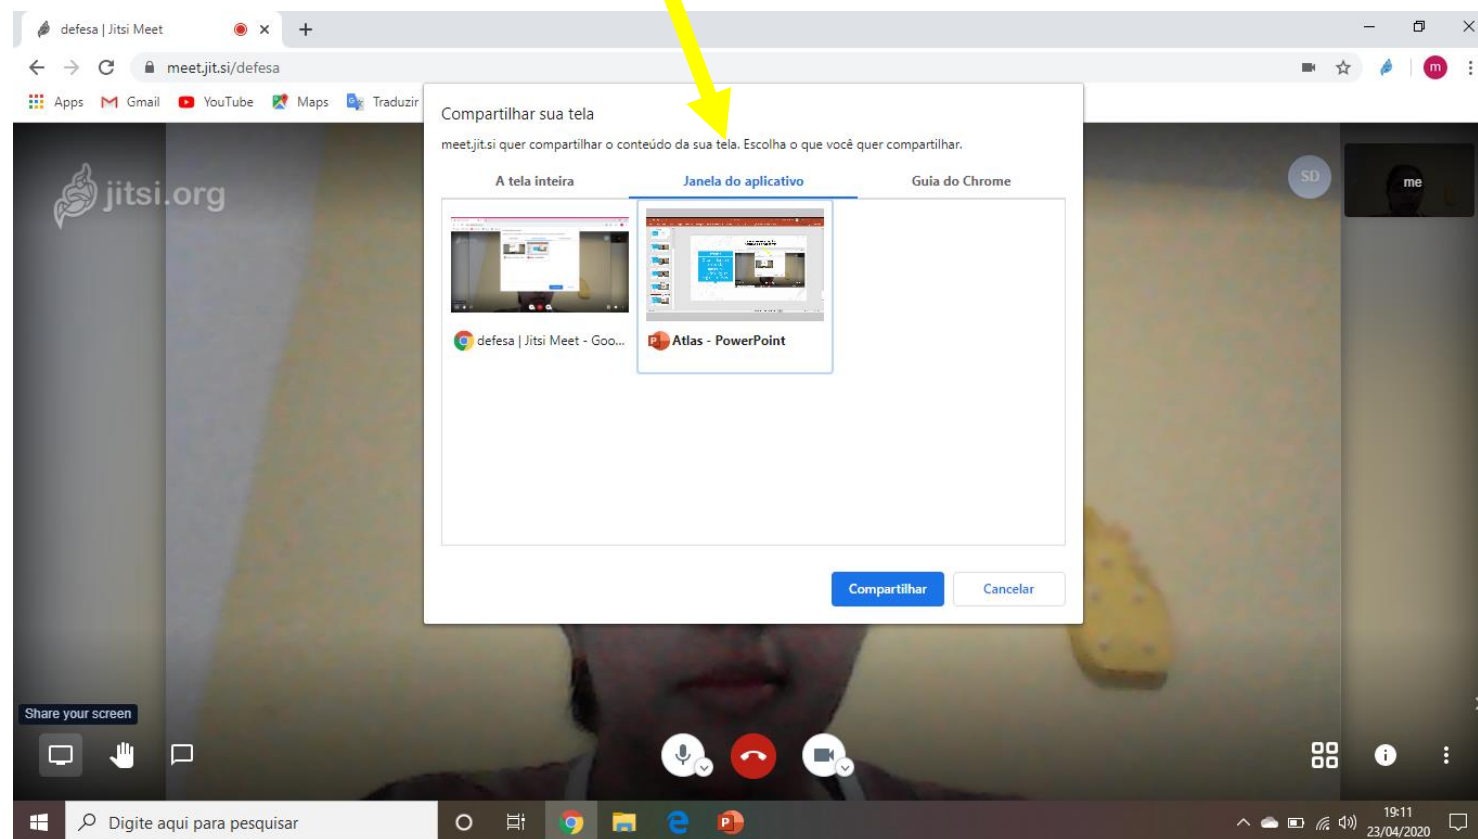 defesa | Jitsi Meet
meet.jit.si/defesa
m
Apps Gmail YouTube Maps Traduzir
Compartilhar sua tela
meet.jit.si quer compartilhar o conteúdo da sua tela. Escolha o que você quer compartilhar.
A tela inteira Janela do aplicativo Guia do Chrome
jitsi.org
SD
me
defesa | Jitsi Meet - Goo... Atlas - PowerPoint
Compartilhar Cancelar
Share your screen
Digite aqui para pesquisar
19:11
23/04/2020